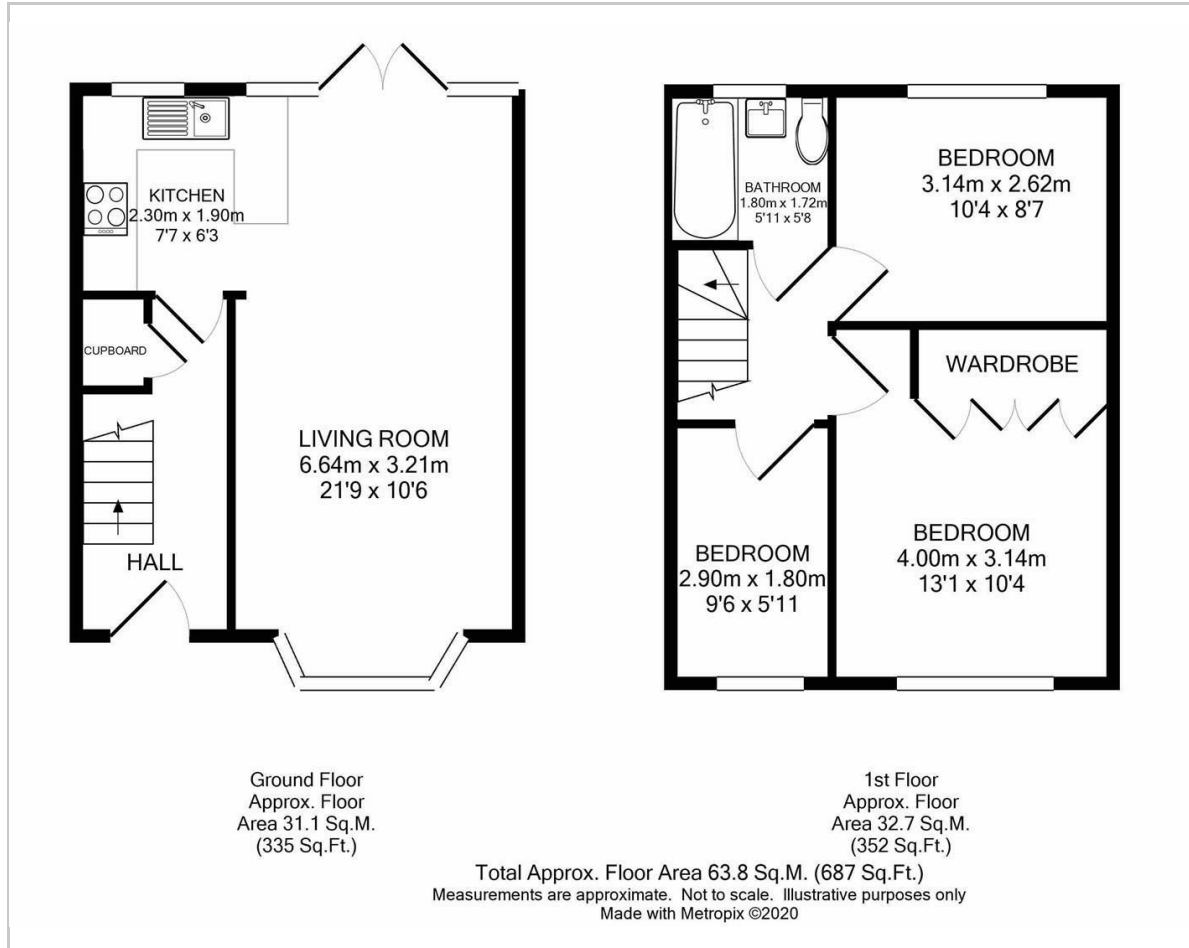 KITCHEN
2.30m x 1.90m
7'7 x 6'3
CUPBOARD
LIVING ROOM
6.64m x 3.21m
21'9 x 10'6
HALL
BATHROOM
1.80m x 1.72m
5'11 x 5'8
BEDROOM
3.14m x 2.62m
10'4 x 8'7
WARDROBE
BEDROOM
2.90m x 1.80m
9'6 x 5'11
BEDROOM
4.00m x 3.14m
13'1 x 10'4
Ground Floor
Approx. Floor
Area 31.1 Sq.M.
(335 Sq.Ft.)
1st Floor
Approx. Floor
Area 32.7 Sq.M.
(352 Sq.Ft.)
Total Approx. Floor Area 63.8 Sq.M. (687 Sq.Ft.)
Measurements are approximate. Not to scale. Illustrative purposes only
Made with Metropix ©2020